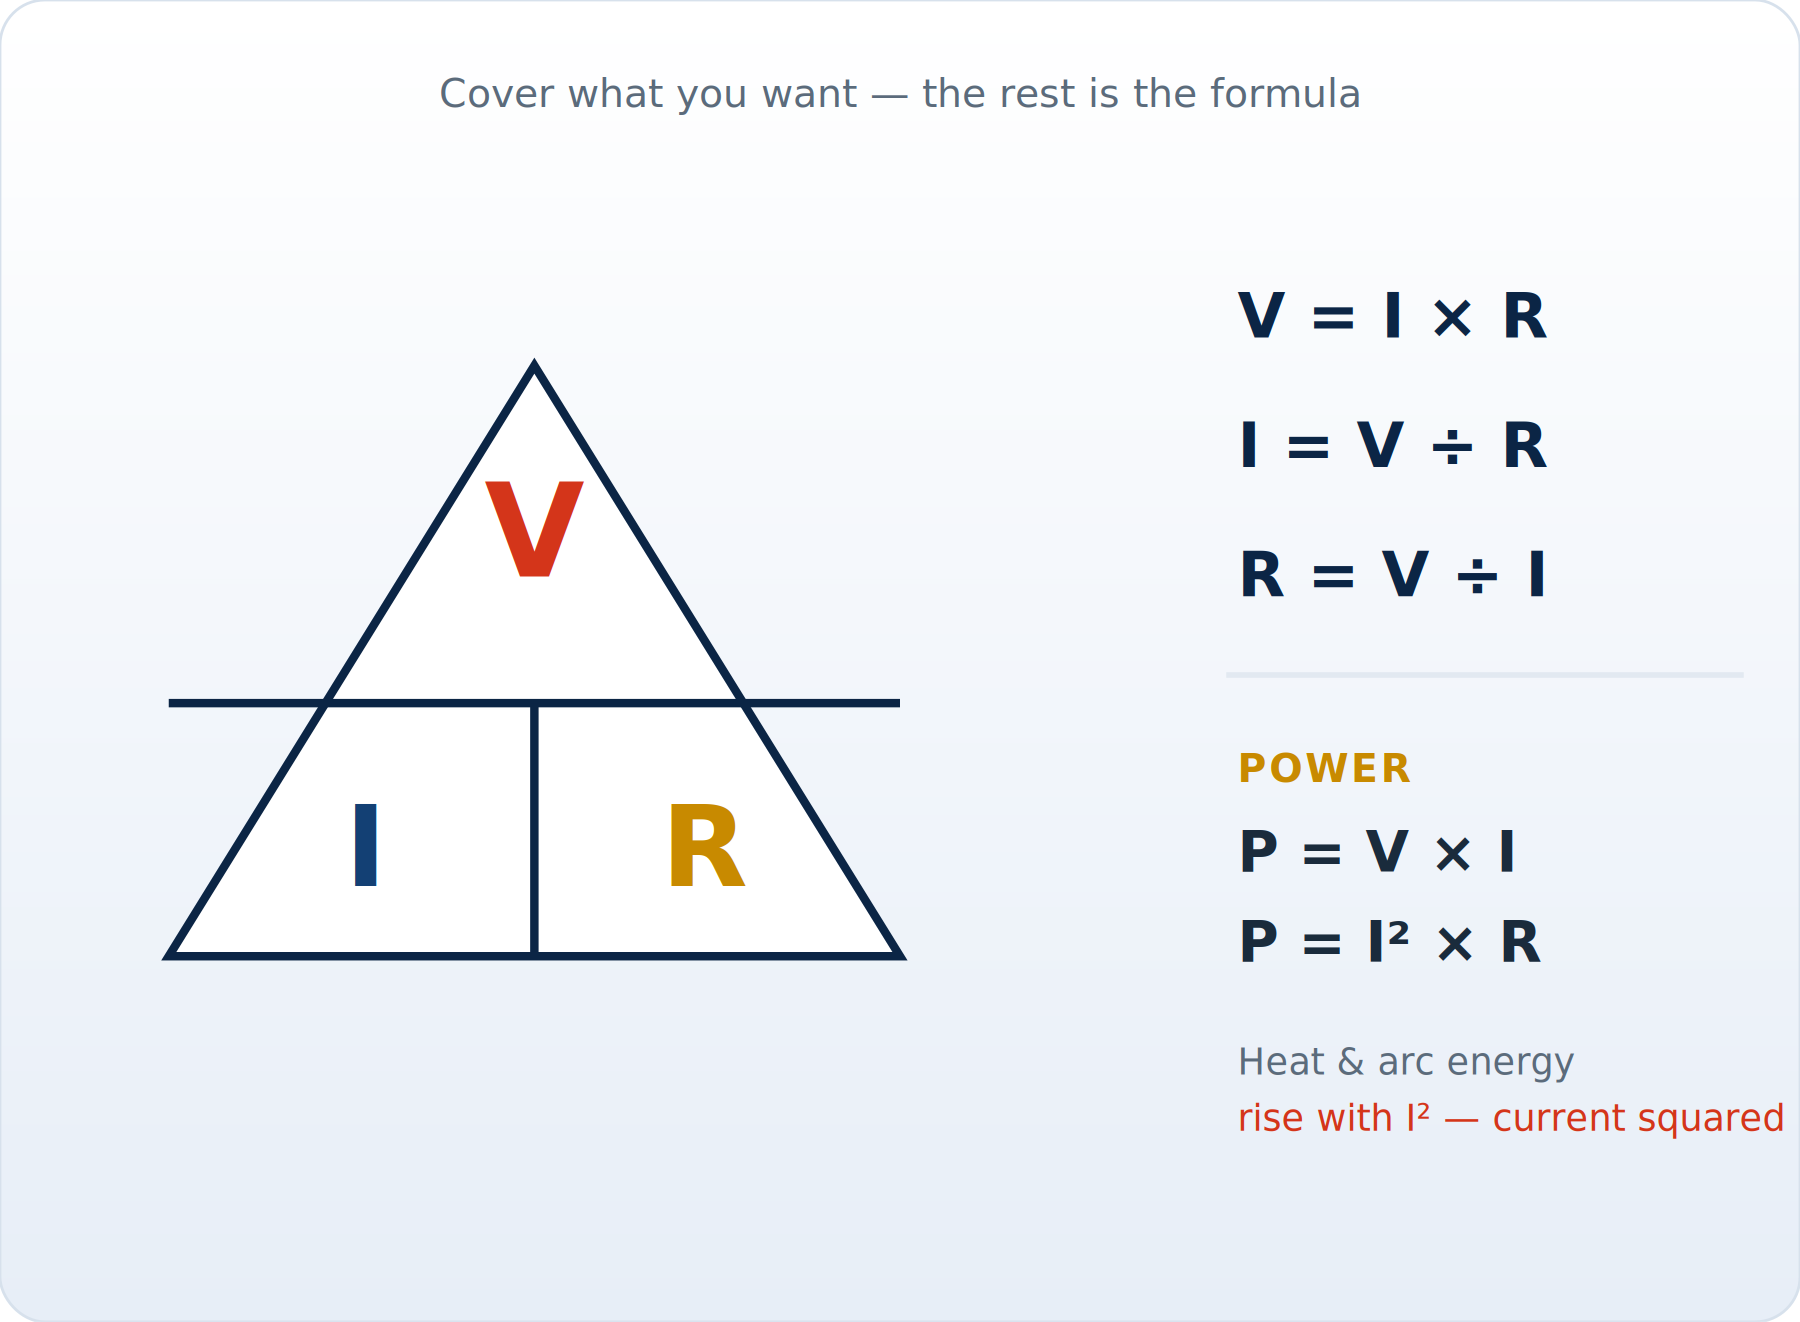 Cover what you want — the rest is the formula
V
I
R
V = I × R
I = V ÷ R
R = V ÷ I
POWER
P = V × I
P = I² × R
Heat & arc energy
rise with I² — current squared